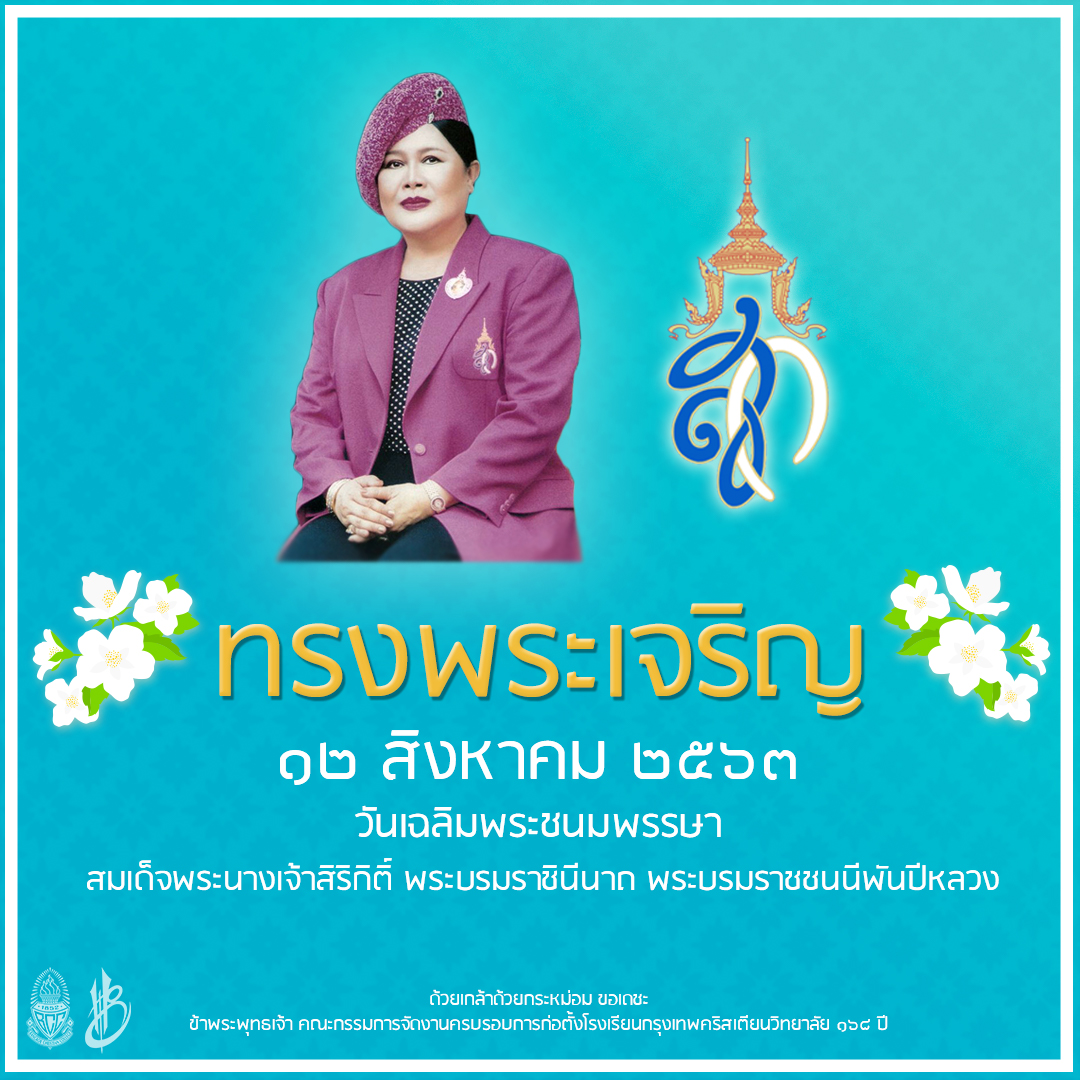 ทรงพระเจริญ
๑๒ สิงหาคม ๒๕๖๓
วันเฉลิมพระชนมพรรษา
สมเด็จพระนางเจ้าสิริกิติ์ พระบรมราชินีนาถ พระบรมราชชนนีพันปีหลวง
ด้วยเกล้าด้วยกระหม่อม ขอเดชะ
ข้าพระพุทธเจ้า คณะกรรมการจัดงานครบรอบการก่อตั้งโรงเรียนกรุงเทพคริสเตียนวิทยาลัย ๑๖๘ ปี
1852